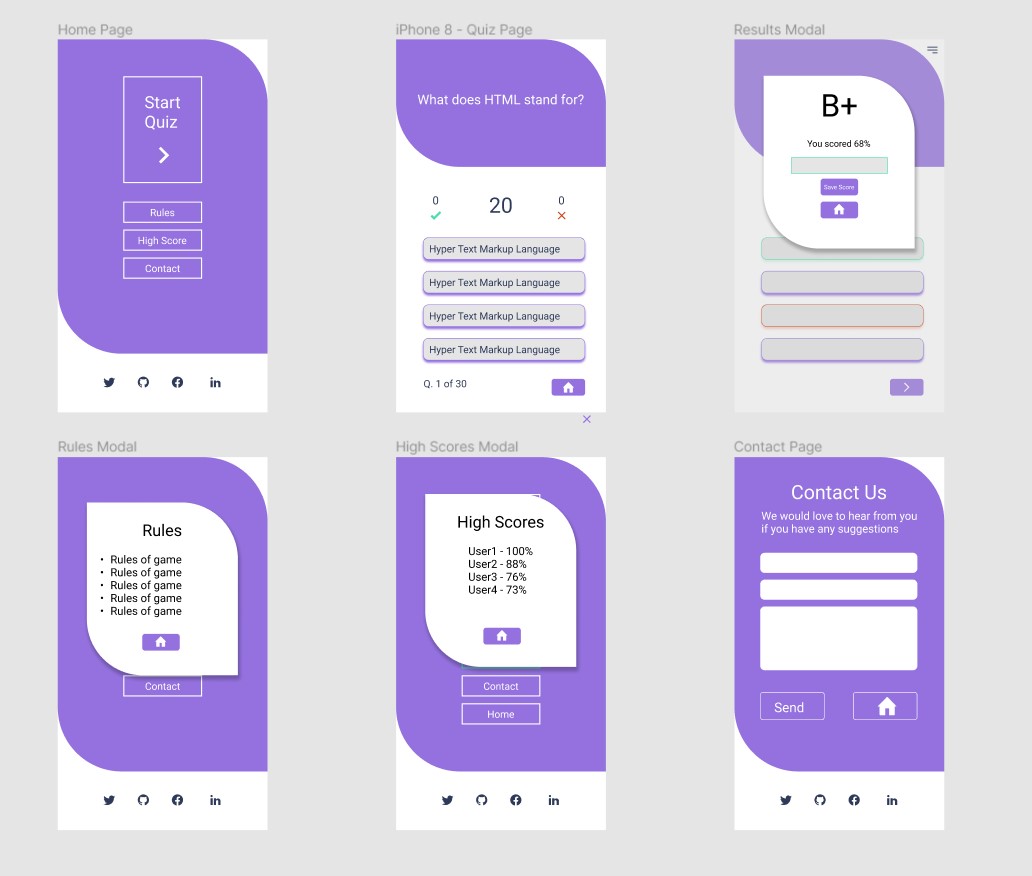 Home Page
Start
Quiz
Rules
High Score
Contact
iPhone 8 - Quiz Page
What does HTML stand for?
0
20
0
Hyper Text Markup Language
Hyper Text Markup Language
Hyper Text Markup Language
Hyper Text Markup Language
Q. 1 of 30
Results Modal
B+
You scored 68%
Save Score
Rules Modal
Rules
• Rules of game
• Rules of game
• Rules of game
• Rules of game
• Rules of game
Contact
High Scores Modal
High Scores
User1 - 100%
User2 - 88%
User3 - 76%
User4 - 73%
Contact
Home
Contact Page
Contact Us
We would love to hear from you
if you have any suggestions
Send